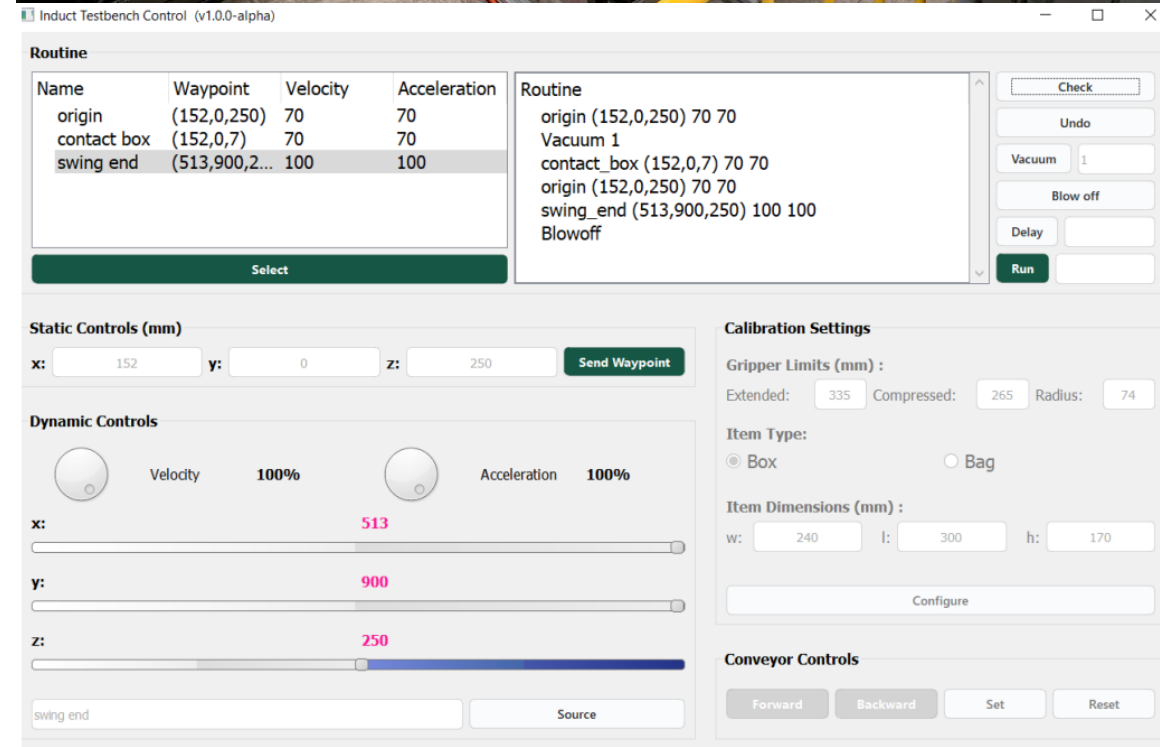 Induct Testbench Control (v1.0.0-alpha)
Routine
Name Waypoint Velocity Acceleration
origin (152,0,250) 70 70
contact box (152,0,7) 70 70
swing end (513,900,2... 100 100
Select
Routine
origin (152,0,250) 70 70
Vacuum 1
contact_box (152,0,7) 70 70
origin (152,0,250) 70 70
swing_end (513,900,250) 100 100
Blowoff
Check
Undo
Vacuum 1
Blow off
Delay
Run
Static Controls (mm)
x: 152 y: 0 z: 250 Send Waypoint
Dynamic Controls
Velocity 100% Acceleration 100%
x: 513
y: 900
z: 250
swing end Source
Calibration Settings
Gripper Limits (mm) :
Extended: 335 Compressed: 265 Radius: 74
Item Type:
Box Bag
Item Dimensions (mm) :
w: 240 l: 300 h: 170
Configure
Conveyor Controls
Forward Backward Set Reset